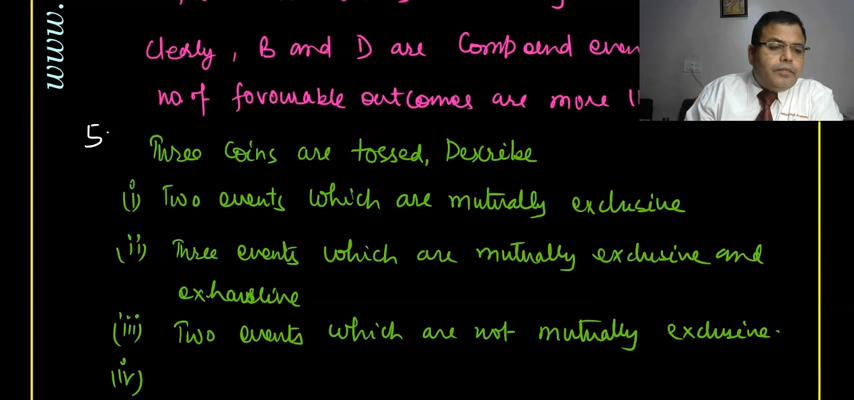 www.
clearly, B and D are Compound even
no of favourable outcomes are more
5.
Three Coins are tossed, Describe
(i) Two events which are mutually exclusive
(ii) Three events which are mutually exclusive and
exhaustive
(iii) Two events which are not mutually exclusive.
(iv)